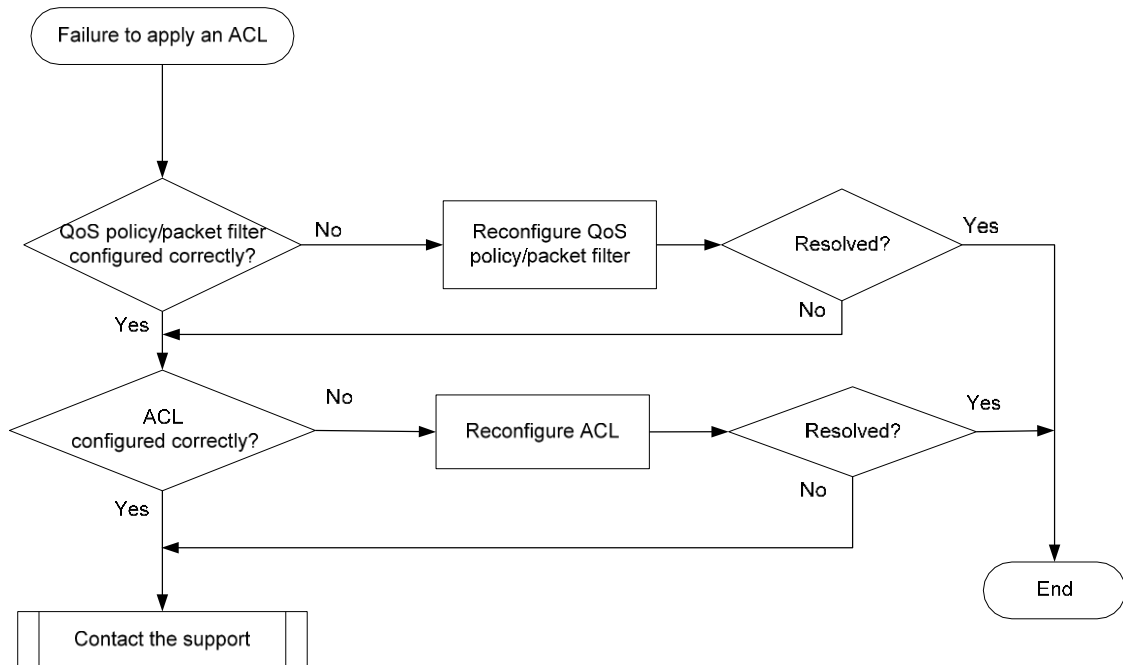 Failure to apply an ACL
QoS policy/packet filter
configured correctly?
No
Reconfigure QoS
policy/packet filter
Resolved?
Yes
No
Yes
ACL
configured correctly?
No
Reconfigure ACL
Resolved?
Yes
No
Yes
End
Contact the support